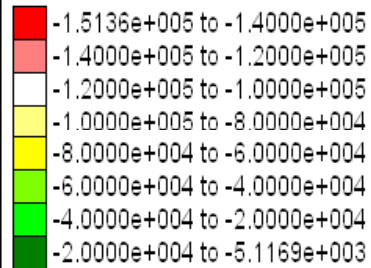 -1.5136e+005 to -1.4000e+005
-1.4000e+005 to -1.2000e+005
-1.2000e+005 to -1.0000e+005
-1.0000e+005 to -8.0000e+004
-8.0000e+004 to -6.0000e+004
-6.0000e+004 to -4.0000e+004
-4.0000e+004 to -2.0000e+004
-2.0000e+004 to -5.1169e+003